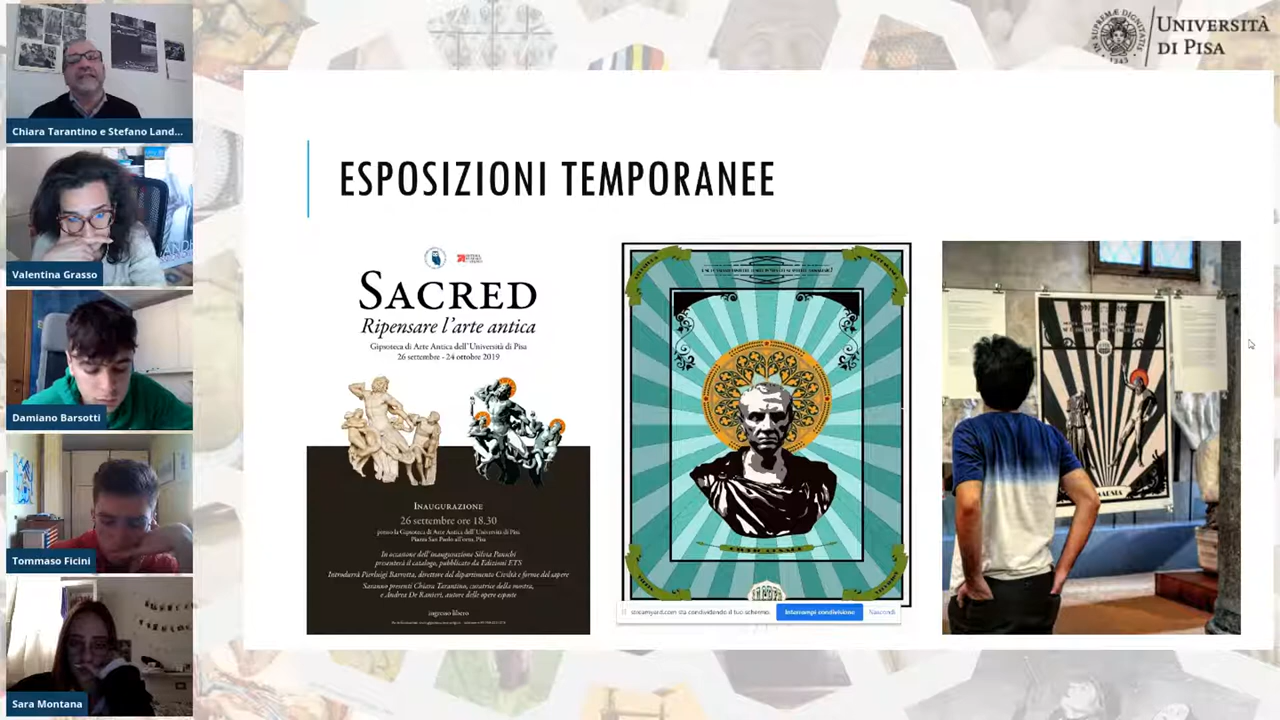 UNIVERSITÀ
DI PISA
IN SUPREMÆ DIGNITATIS
1343
Chiara Tarantino e Stefano Land...
Valentina Grasso
Damiano Barsotti
Tommaso Ficini
Sara Montana
ESPOSIZIONI TEMPORANEE
SACRED
Ripensare l'arte antica
Gipsoteca di Arte Antica dell'Università di Pisa
26 settembre - 24 ottobre 2019
INAUGURAZIONE
26 settembre ore 18.30
presso la Gipsoteca di Arte Antica dell'Università di Pisa
Piazza San Paolo all'orto, Pisa
In occasione dell'inaugurazione Silvia Panichi
presenterà il catalogo, pubblicato da Edizioni ETS
Introdurrà Pierluigi Barrotta, direttore del dipartimento Civiltà e forme del sapere
Saranno presenti Chiara Tarantino, curatrice della mostra,
e Andrea De Ranieri, autore delle opere esposte
ingresso libero
streamyard.com sta condividendo il tuo schermo.
Interrompi condivisione
Nascondi